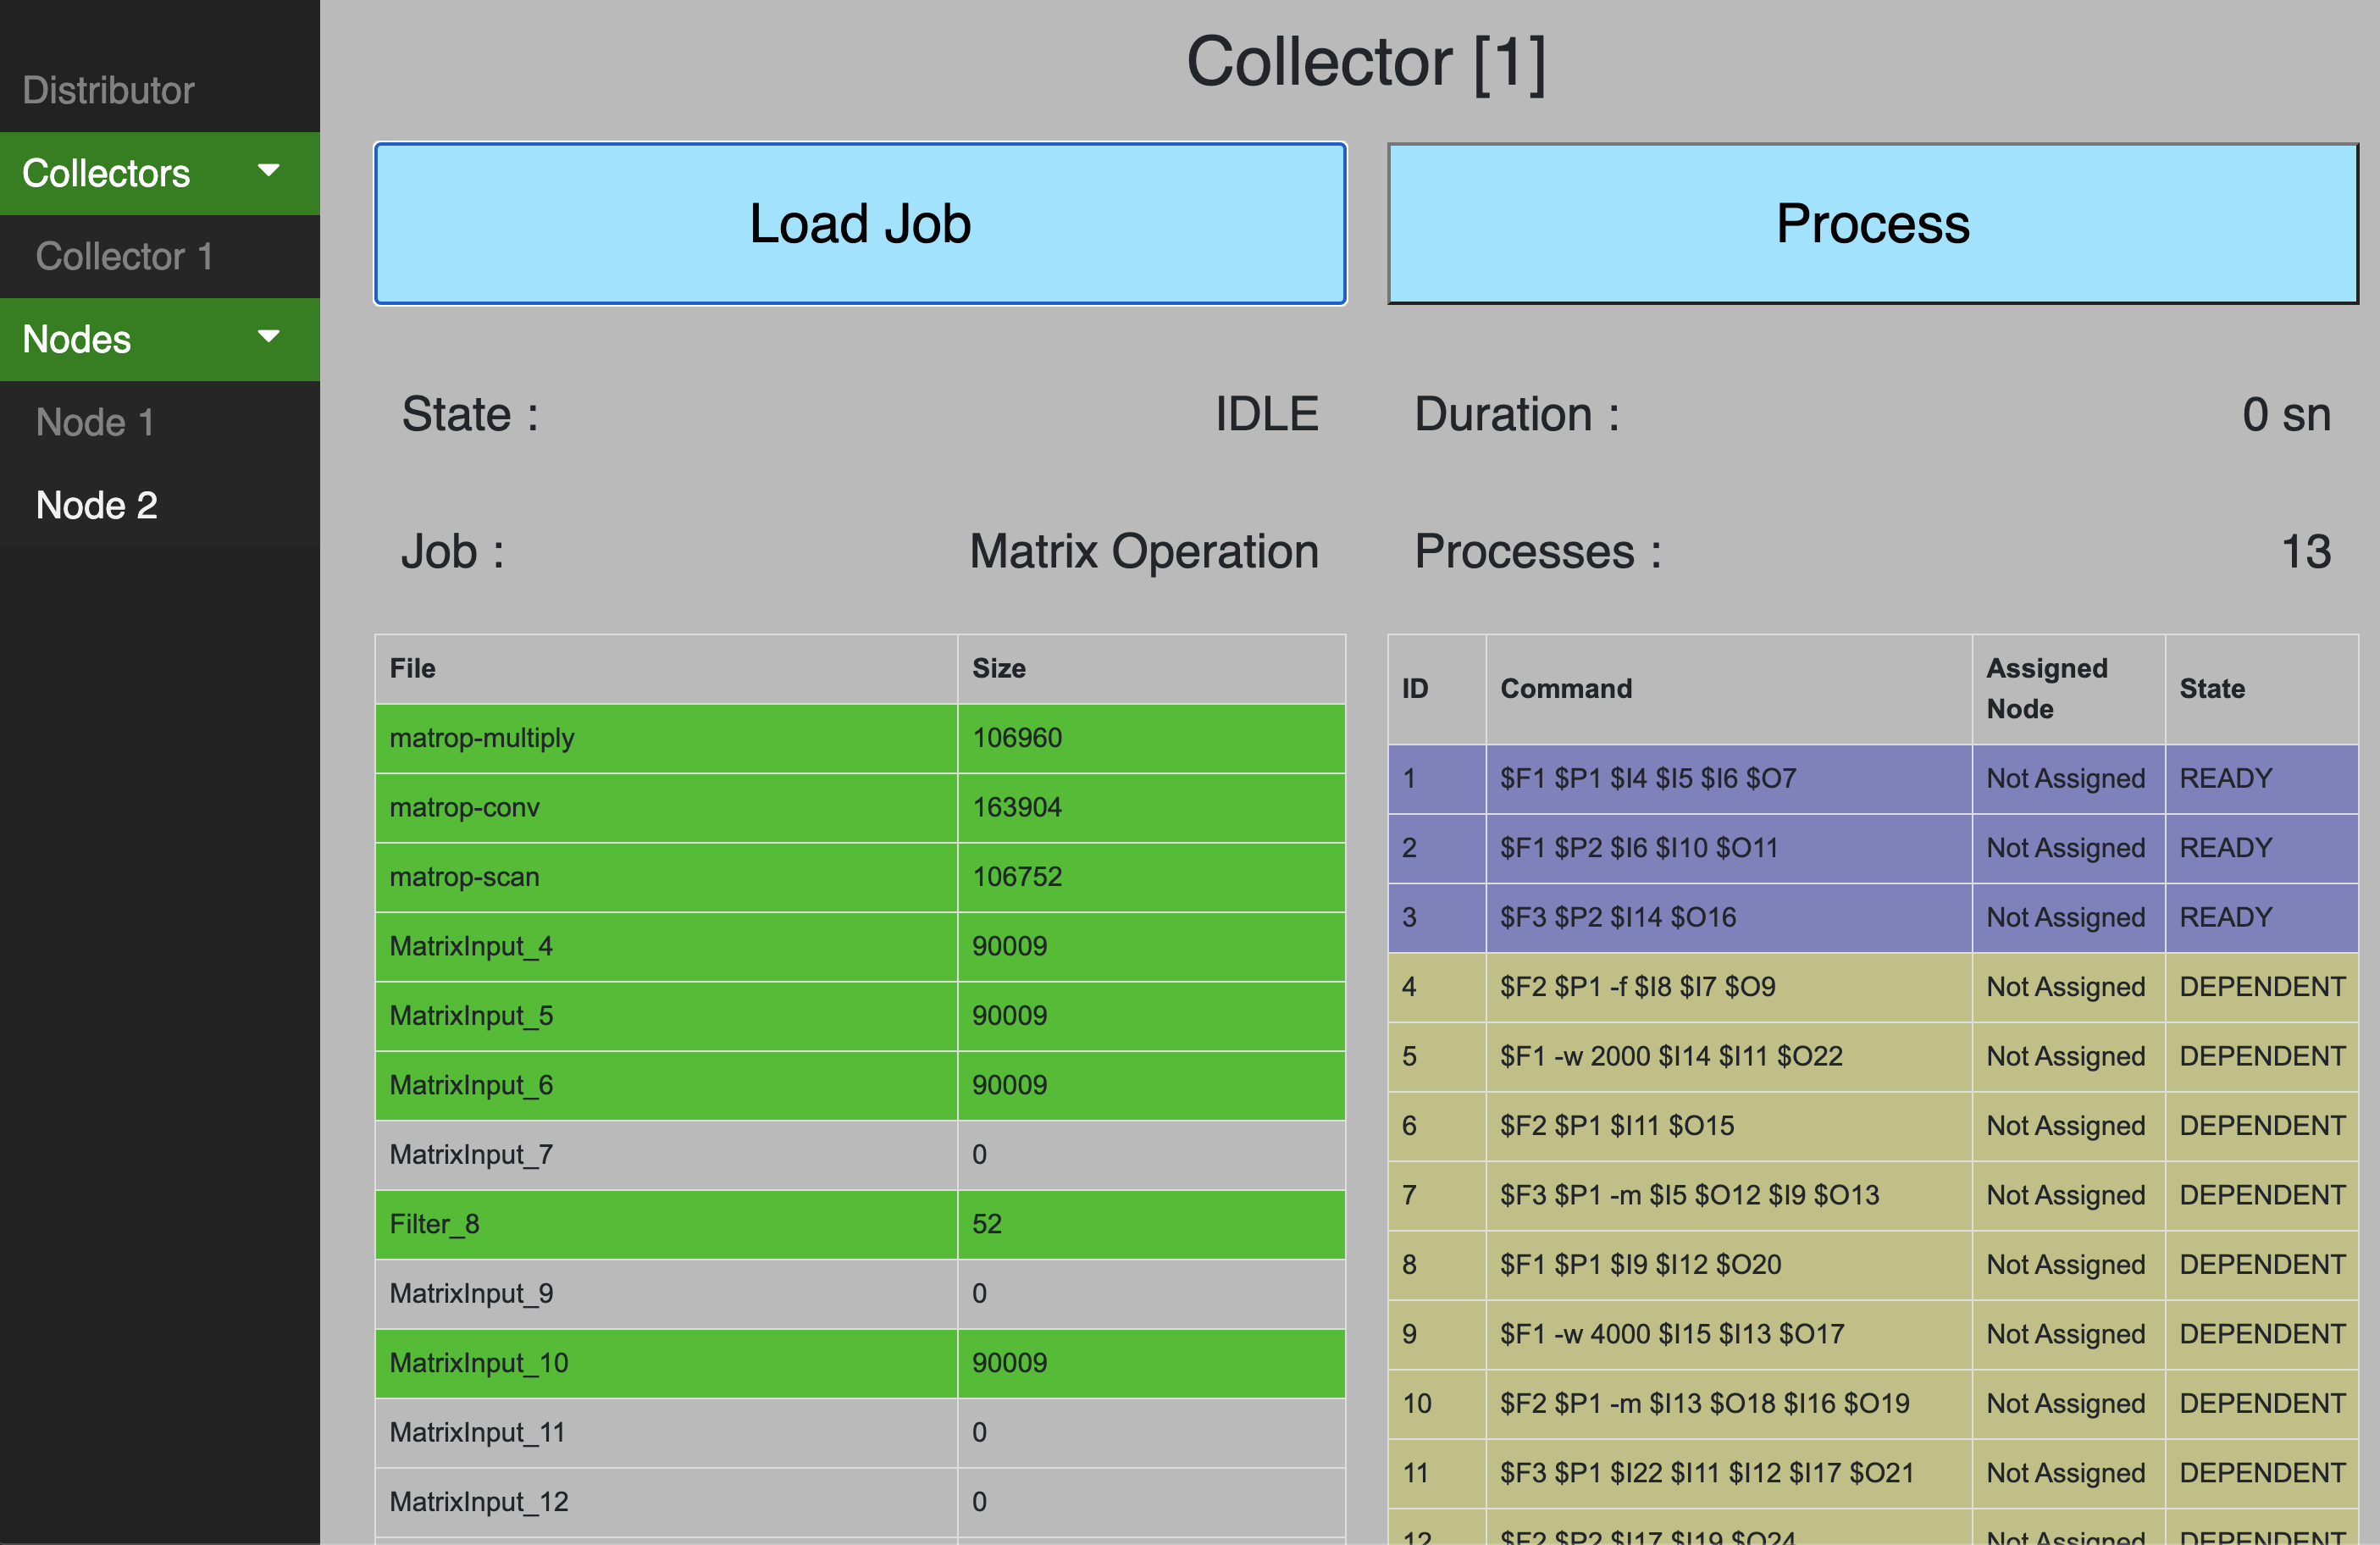 Distributor
Collectors
Collector 1
Nodes
Node 1
Node 2
Collector [1]
Load Job
Process
State : IDLE
Duration : 0 sn
Job : Matrix Operation
Processes : 13
File Size
matrop-multiply 106960
matrop-conv 163904
matrop-scan 106752
MatrixInput_4 90009
MatrixInput_5 90009
MatrixInput_6 90009
MatrixInput_7 0
Filter_8 52
MatrixInput_9 0
MatrixInput_10 90009
MatrixInput_11 0
MatrixInput_12 0
ID Command Assigned Node State
1 $F1 $P1 $I4 $I5 $I6 $O7 Not Assigned READY
2 $F1 $P2 $I6 $I10 $O11 Not Assigned READY
3 $F3 $P2 $I14 $O16 Not Assigned READY
4 $F2 $P1 -f $I8 $I7 $O9 Not Assigned DEPENDENT
5 $F1 -w 2000 $I14 $I11 $O22 Not Assigned DEPENDENT
6 $F2 $P1 $I11 $O15 Not Assigned DEPENDENT
7 $F3 $P1 -m $I5 $O12 $I9 $O13 Not Assigned DEPENDENT
8 $F1 $P1 $I9 $I12 $O20 Not Assigned DEPENDENT
9 $F1 -w 4000 $I15 $I13 $O17 Not Assigned DEPENDENT
10 $F2 $P1 -m $I13 $O18 $I16 $O19 Not Assigned DEPENDENT
11 $F3 $P1 $I22 $I11 $I12 $I17 $O21 Not Assigned DEPENDENT
12 $F2 $P2 $I17 $I19 $O24 Not Assigned DEPENDENT